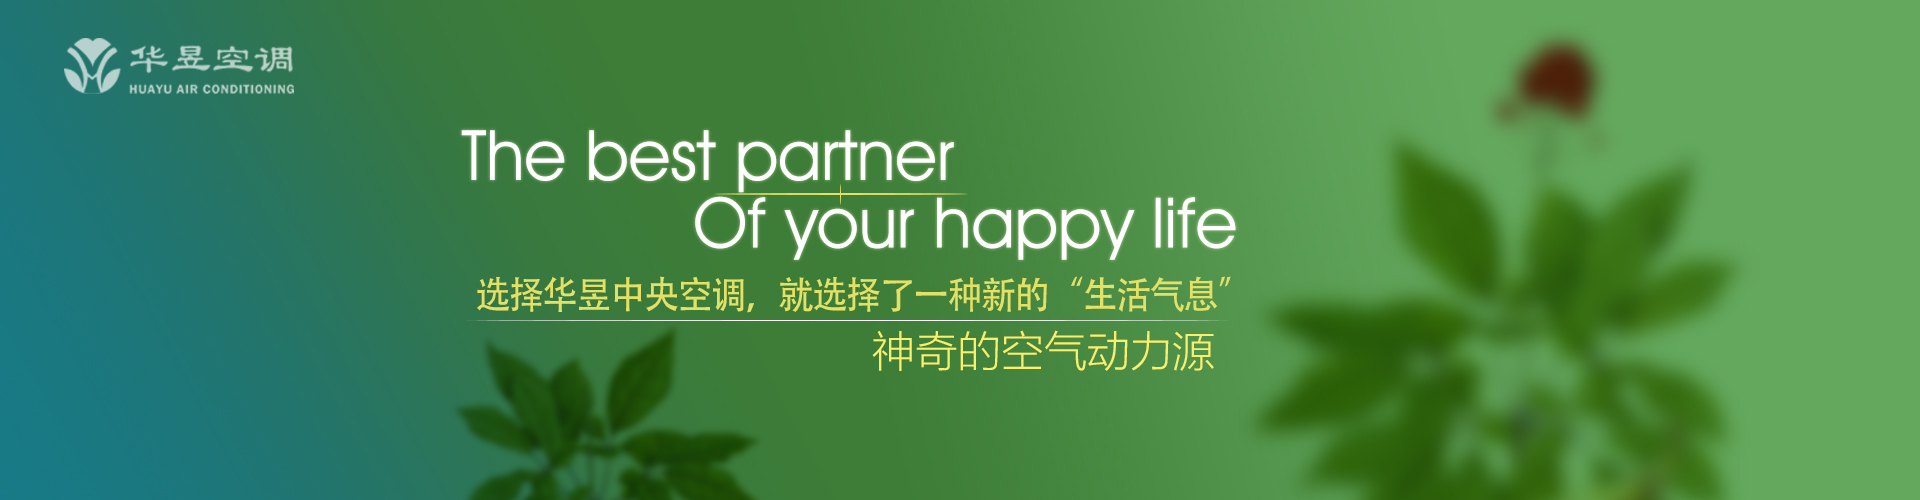 华昱空调
HUAYU AIR CONDITIONING
The best partner
Of your happy life
选择华昱中央空调，就选择了一种新的“生活气息”
神奇的空气动力源